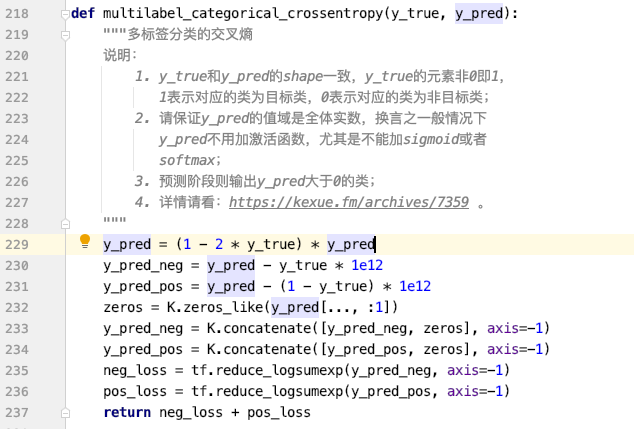 218 def multilabel_categorical_crossentropy(y_true, y_pred):
219 """多标签分类的交叉熵
220 说明:
221 1. y_true和y_pred的shape一致，y_true的元素非0即1，
222 1表示对应的类为目标类，0表示对应的类为非目标类；
223 2. 请保证y_pred的值域是全体实数，换言之一般情况下
224 y_pred不用加激活函数，尤其是不能加sigmoid或者
225 softmax；
226 3. 预测阶段则输出y_pred大于0的类；
227 4. 详情请看：https://kexue.fm/archives/7359 。
228 """
229 y_pred = (1 - 2 * y_true) * y_pred
230 y_pred_neg = y_pred - y_true * 1e12
231 y_pred_pos = y_pred - (1 - y_true) * 1e12
232 zeros = K.zeros_like(y_pred[..., :1])
233 y_pred_neg = K.concatenate([y_pred_neg, zeros], axis=-1)
234 y_pred_pos = K.concatenate([y_pred_pos, zeros], axis=-1)
235 neg_loss = tf.reduce_logsumexp(y_pred_neg, axis=-1)
236 pos_loss = tf.reduce_logsumexp(y_pred_pos, axis=-1)
237 return neg_loss + pos_loss